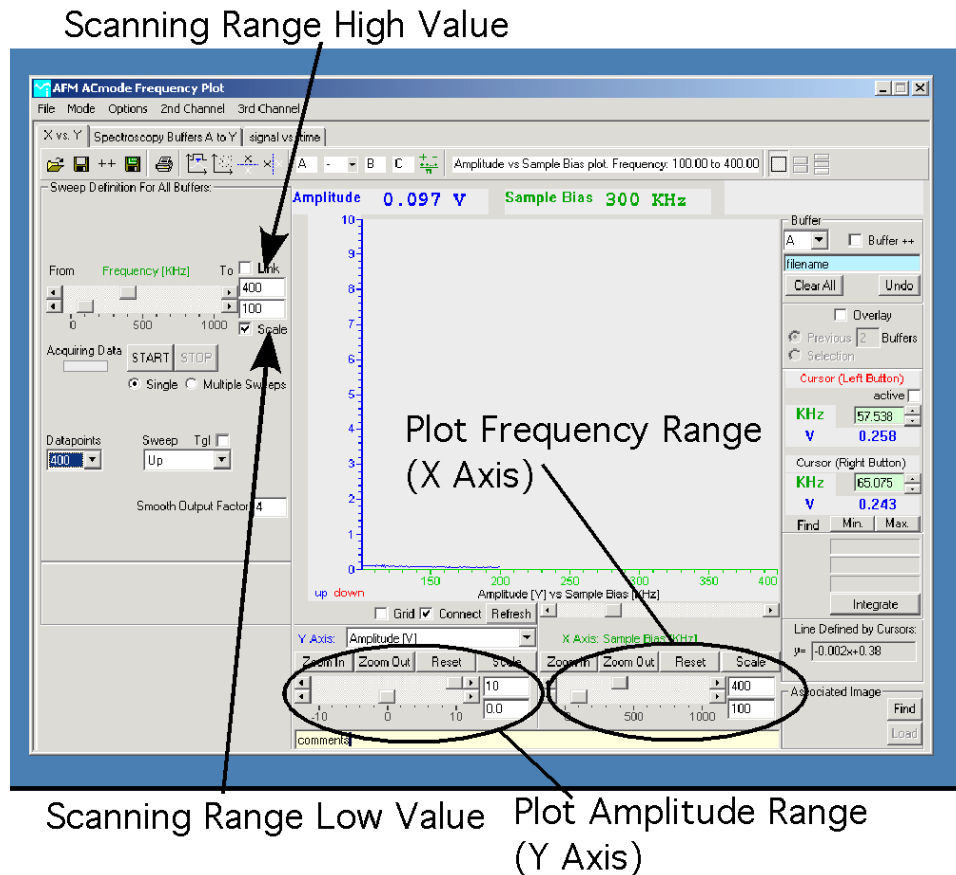 Scanning Range High Value
AFM ACmode Frequency Plot
File Mode Options 2nd Channel 3rd Channel
X vs. Y Spectroscopy Buffers A to Y signal vs time
++ A - B C Amplitude vs Sample Bias plot. Frequency: 100.00 to 400.00
Sweep Definition For All Buffers:
Amplitude 0.097 V Sample Bias 300 KHz
From Frequency [KHz] To Link
400
100
0 500 1000 Scale
Acquiring Data START STOP
Single Multiple Sweeps
Datapoints Sweep Tgl
400 Up
Smooth Output Factor 4
10
8
7
6
5
4
3
2
1
0
150 200 250 300 350 400
up down Amplitude [V] vs Sample Bias [KHz]
Grid Connect Refresh
Plot Frequency Range
(X Axis)
Y Axis: Amplitude [V] X Axis: Sample Bias [KHz]
Zoom In Zoom Out Reset Scale Zoom In Zoom Out Reset Scale
10 400
0.0 100
-10 0 10 0 500 1000
comments
Buffer
A Buffer ++
filename
Clear All Undo
Overlay
Previous 2 Buffers
Selection
Cursor (Left Button)
active
KHz 57.538
V 0.258
Cursor (Right Button)
KHz 65.075
V 0.243
Find Min. Max.
Integrate
Line Defined by Cursors:
y= -0.002x+0.38
Associated Image
Find
Load
Scanning Range Low Value
Plot Amplitude Range
(Y Axis)